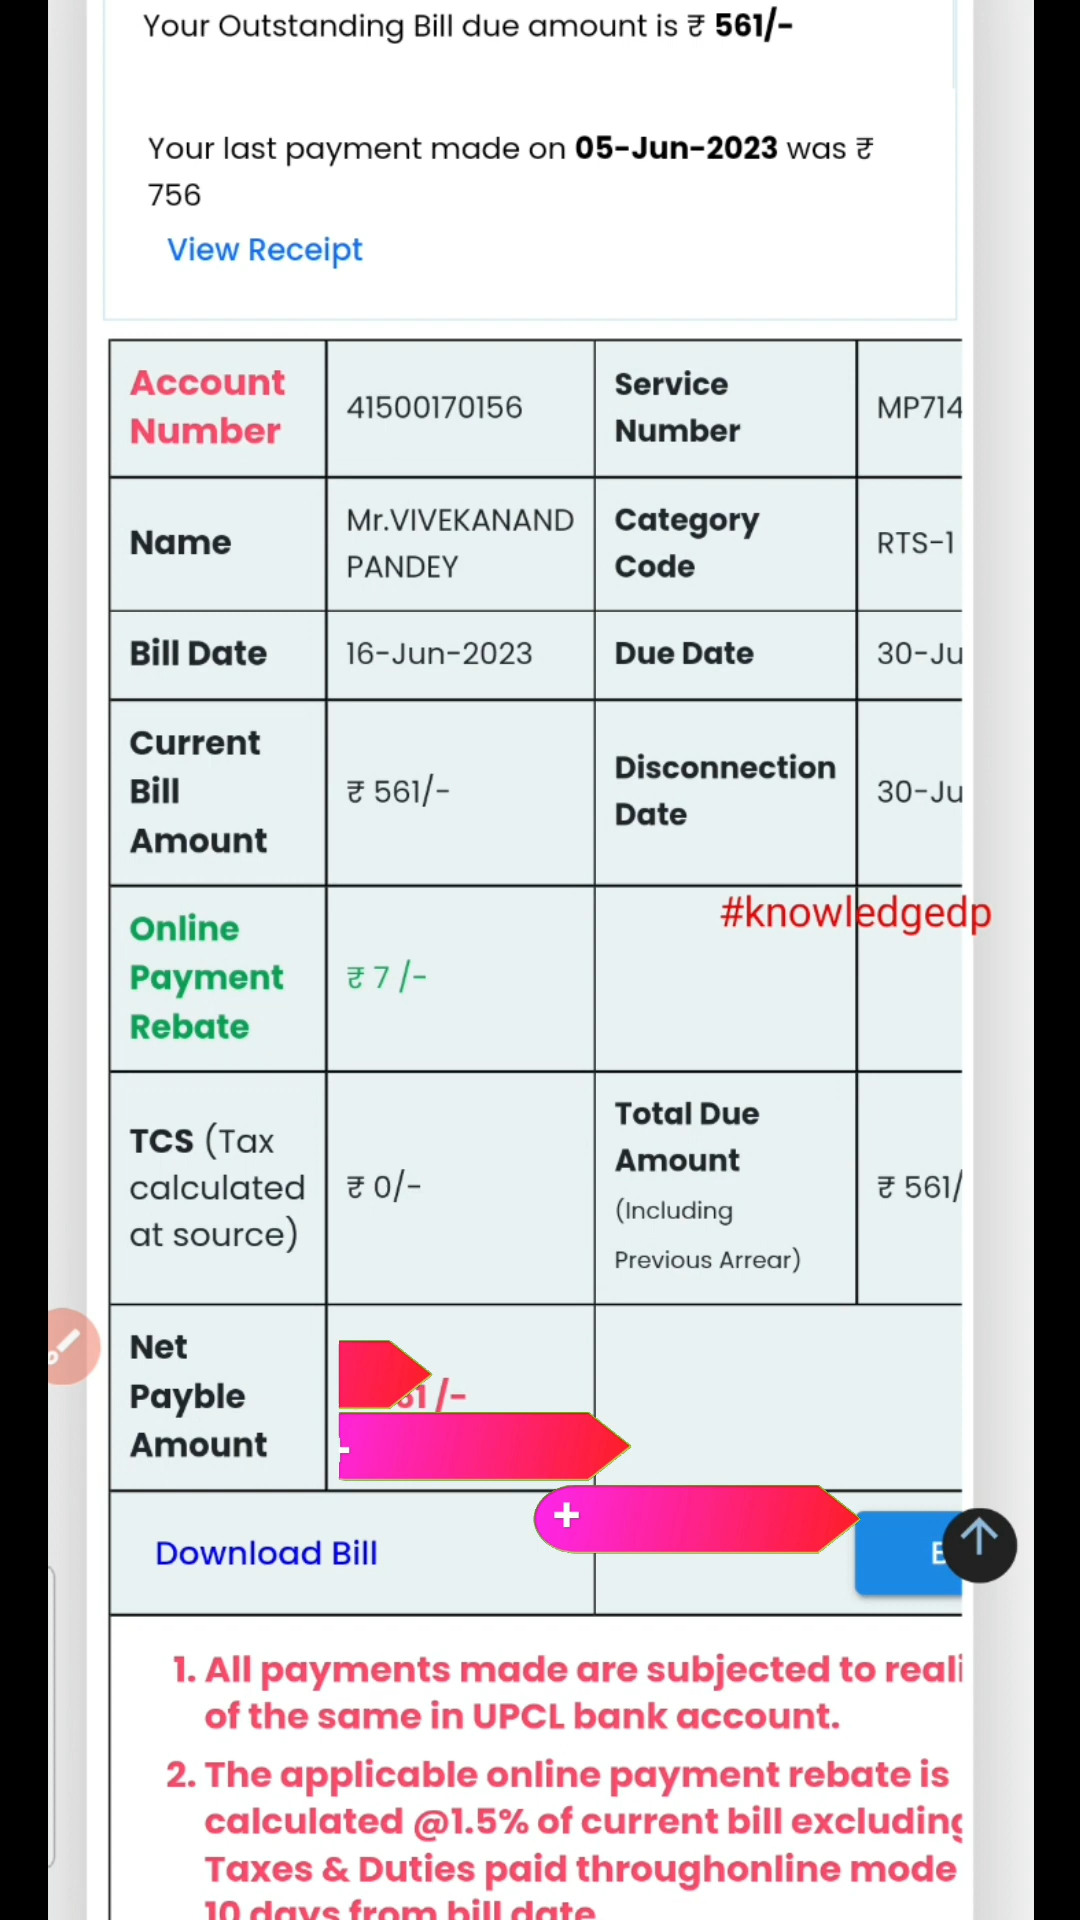 Your Outstanding Bill due amount is ₹ 561/-
Your last payment made on 05-Jun-2023 was ₹
756
View Receipt
Account
Number
41500170156
Service
Number
MP714
Name
Mr.VIVEKANAND
PANDEY
Category
Code
RTS-1
Bill Date
16-Jun-2023
Due Date
30-Ju
Current
Bill
Amount
₹ 561/-
Disconnection
Date
30-Ju
#knowledgedp
Online
Payment
Rebate
₹ 7 /-
TCS (Tax
calculated
at source)
₹ 0/-
Total Due
Amount
(Including
Previous Arrear)
₹ 561/
Net
Payble
Amount
/-
+
Download Bill
1. All payments made are subjected to reali
of the same in UPCL bank account.
2. The applicable online payment rebate is
calculated @1.5% of current bill excluding
Taxes & Duties paid throughonline mode
10 days from bill date